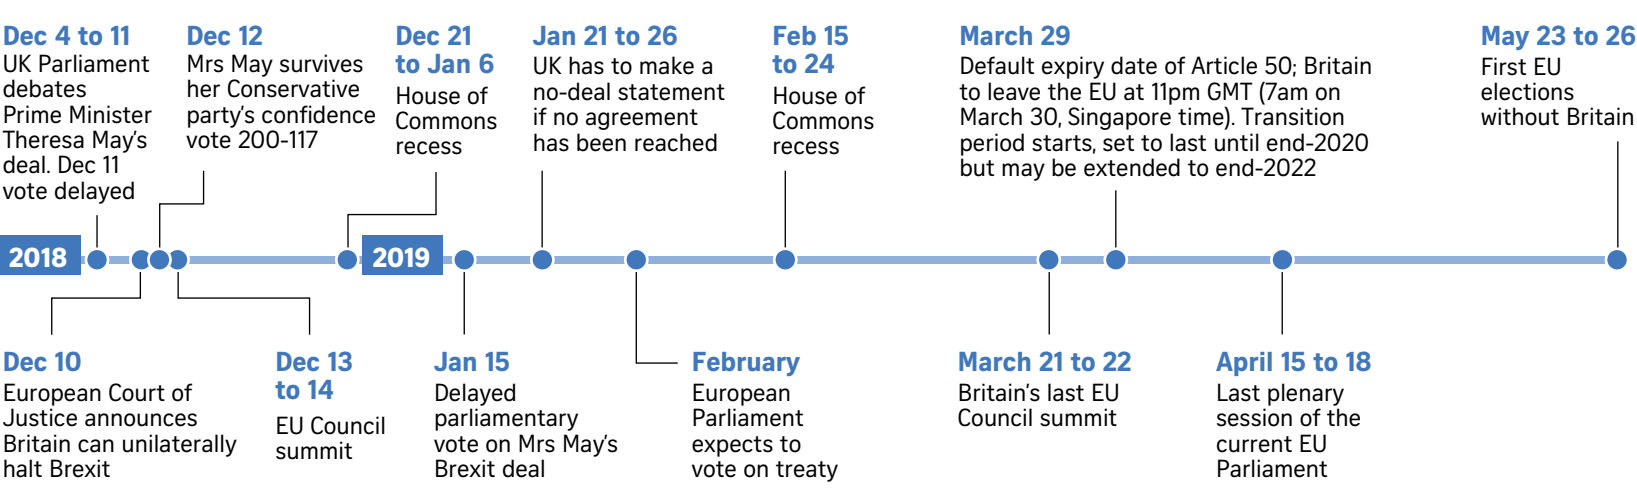 Dec 4 to 11
UK Parliament
debates
Prime Minister
Theresa May's
deal. Dec 11
vote delayed
Dec 12
Mrs May survives
her Conservative
party's confidence
vote 200-117
Dec 21
to Jan 6
House of
Commons
recess
Jan 21 to 26
UK has to make a
no-deal statement
if no agreement
has been reached
Feb 15
to 24
House of
Commons
recess
March 29
Default expiry date of Article 50; Britain
to leave the EU at 11pm GMT (7am on
March 30, Singapore time). Transition
period starts, set to last until end-2020
but may be extended to end-2022
May 23 to 26
First EU
elections
without Britain
2018
2019
Dec 10
European Court of
Justice announces
Britain can unilaterally
halt Brexit
Dec 13
to 14
EU Council
summit
Jan 15
Delayed
parliamentary
vote on Mrs May's
Brexit deal
February
European
Parliament
expects to
vote on treaty
March 21 to 22
Britain's last EU
Council summit
April 15 to 18
Last plenary
session of the
current EU
Parliament